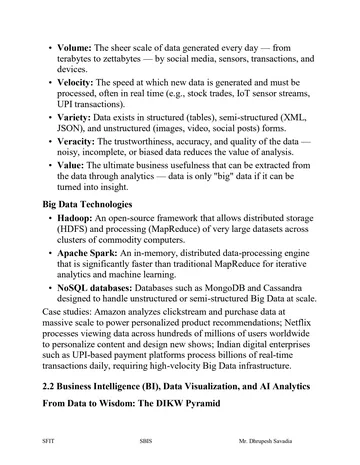 • Volume: The sheer scale of data generated every day — from
terabytes to zettabytes — by social media, sensors, transactions, and
devices.
• Velocity: The speed at which new data is generated and must be
processed, often in real time (e.g., stock trades, IoT sensor streams,
UPI transactions).
• Variety: Data exists in structured (tables), semi-structured (XML,
JSON), and unstructured (images, video, social posts) forms.
• Veracity: The trustworthiness, accuracy, and quality of the data —
noisy, incomplete, or biased data reduces the value of analysis.
• Value: The ultimate business usefulness that can be extracted from
the data through analytics — data is only "big" data if it can be
turned into insight.
Big Data Technologies
• Hadoop: An open-source framework that allows distributed storage
(HDFS) and processing (MapReduce) of very large datasets across
clusters of commodity computers.
• Apache Spark: An in-memory, distributed data-processing engine
that is significantly faster than traditional MapReduce for iterative
analytics and machine learning.
• NoSQL databases: Databases such as MongoDB and Cassandra
designed to handle unstructured or semi-structured Big Data at scale.
Case studies: Amazon analyzes clickstream and purchase data at
massive scale to power personalized product recommendations; Netflix
processes viewing data across hundreds of millions of users worldwide
to personalize content and design new shows; Indian digital enterprises
such as UPI-based payment platforms process billions of real-time
transactions daily, requiring high-velocity Big Data infrastructure.
2.2 Business Intelligence (BI), Data Visualization, and AI Analytics
From Data to Wisdom: The DIKW Pyramid
SFIT SBIS Mr. Dhrupesh Savadia